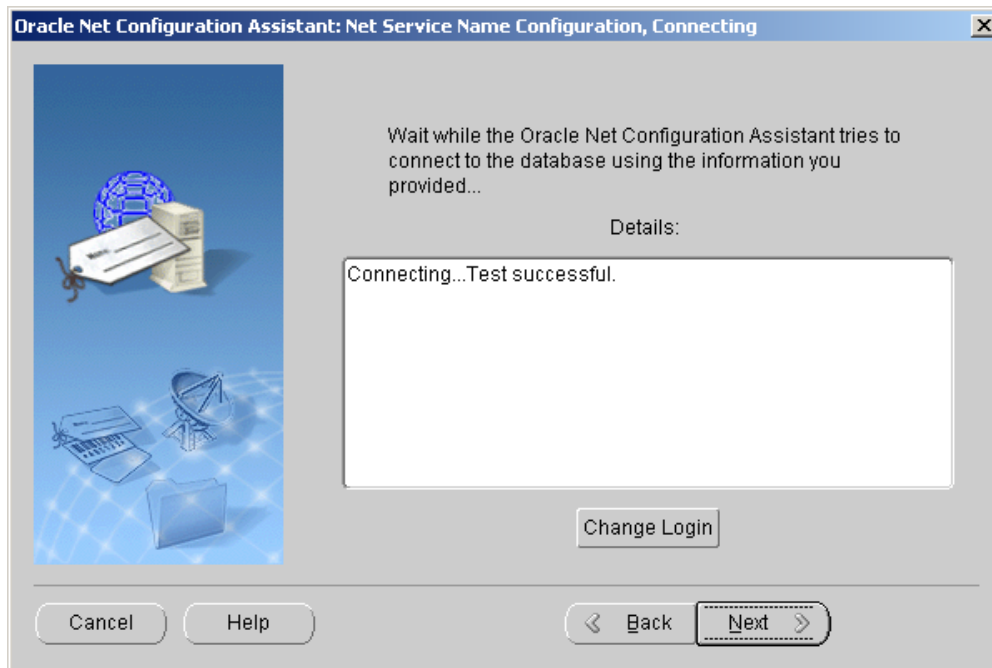 Oracle Net Configuration Assistant: Net Service Name Configuration, Connecting
Wait while the Oracle Net Configuration Assistant tries to
connect to the database using the information you
provided...
Details:
Connecting...Test successful.
Change Login
Cancel
Help
Back
Next